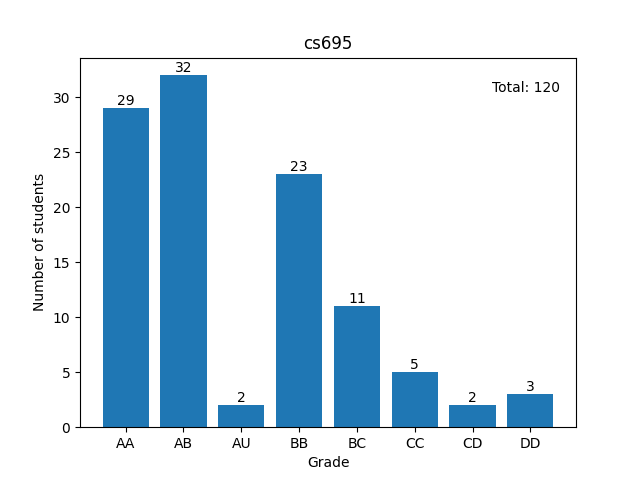 cs695
Total: 120
Number of students
30
25
20
15
10
5
0
29
32
2
23
11
5
2
3
AA
AB
AU
BB
BC
CC
CD
DD
Grade